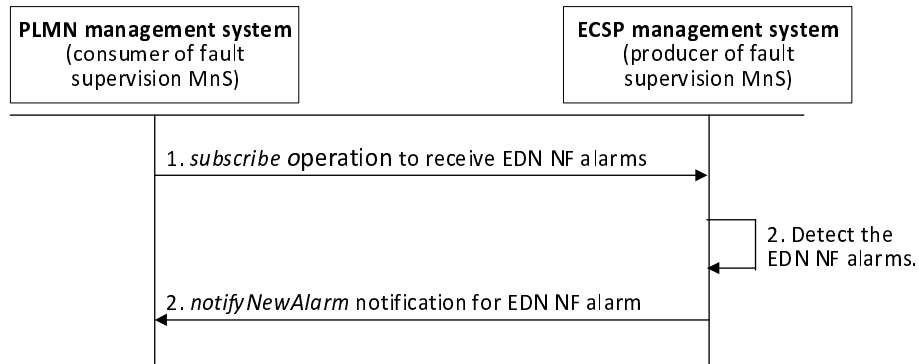 PLMN management system
(consumer of fault
supervision MnS)
ECSP management system
(producer of fault
supervision MnS)
1. subscribe operation to receive EDN NF alarms
2. Detect the
EDN NF alarms.
2. notifyNewAlarm notification for EDN NF alarm